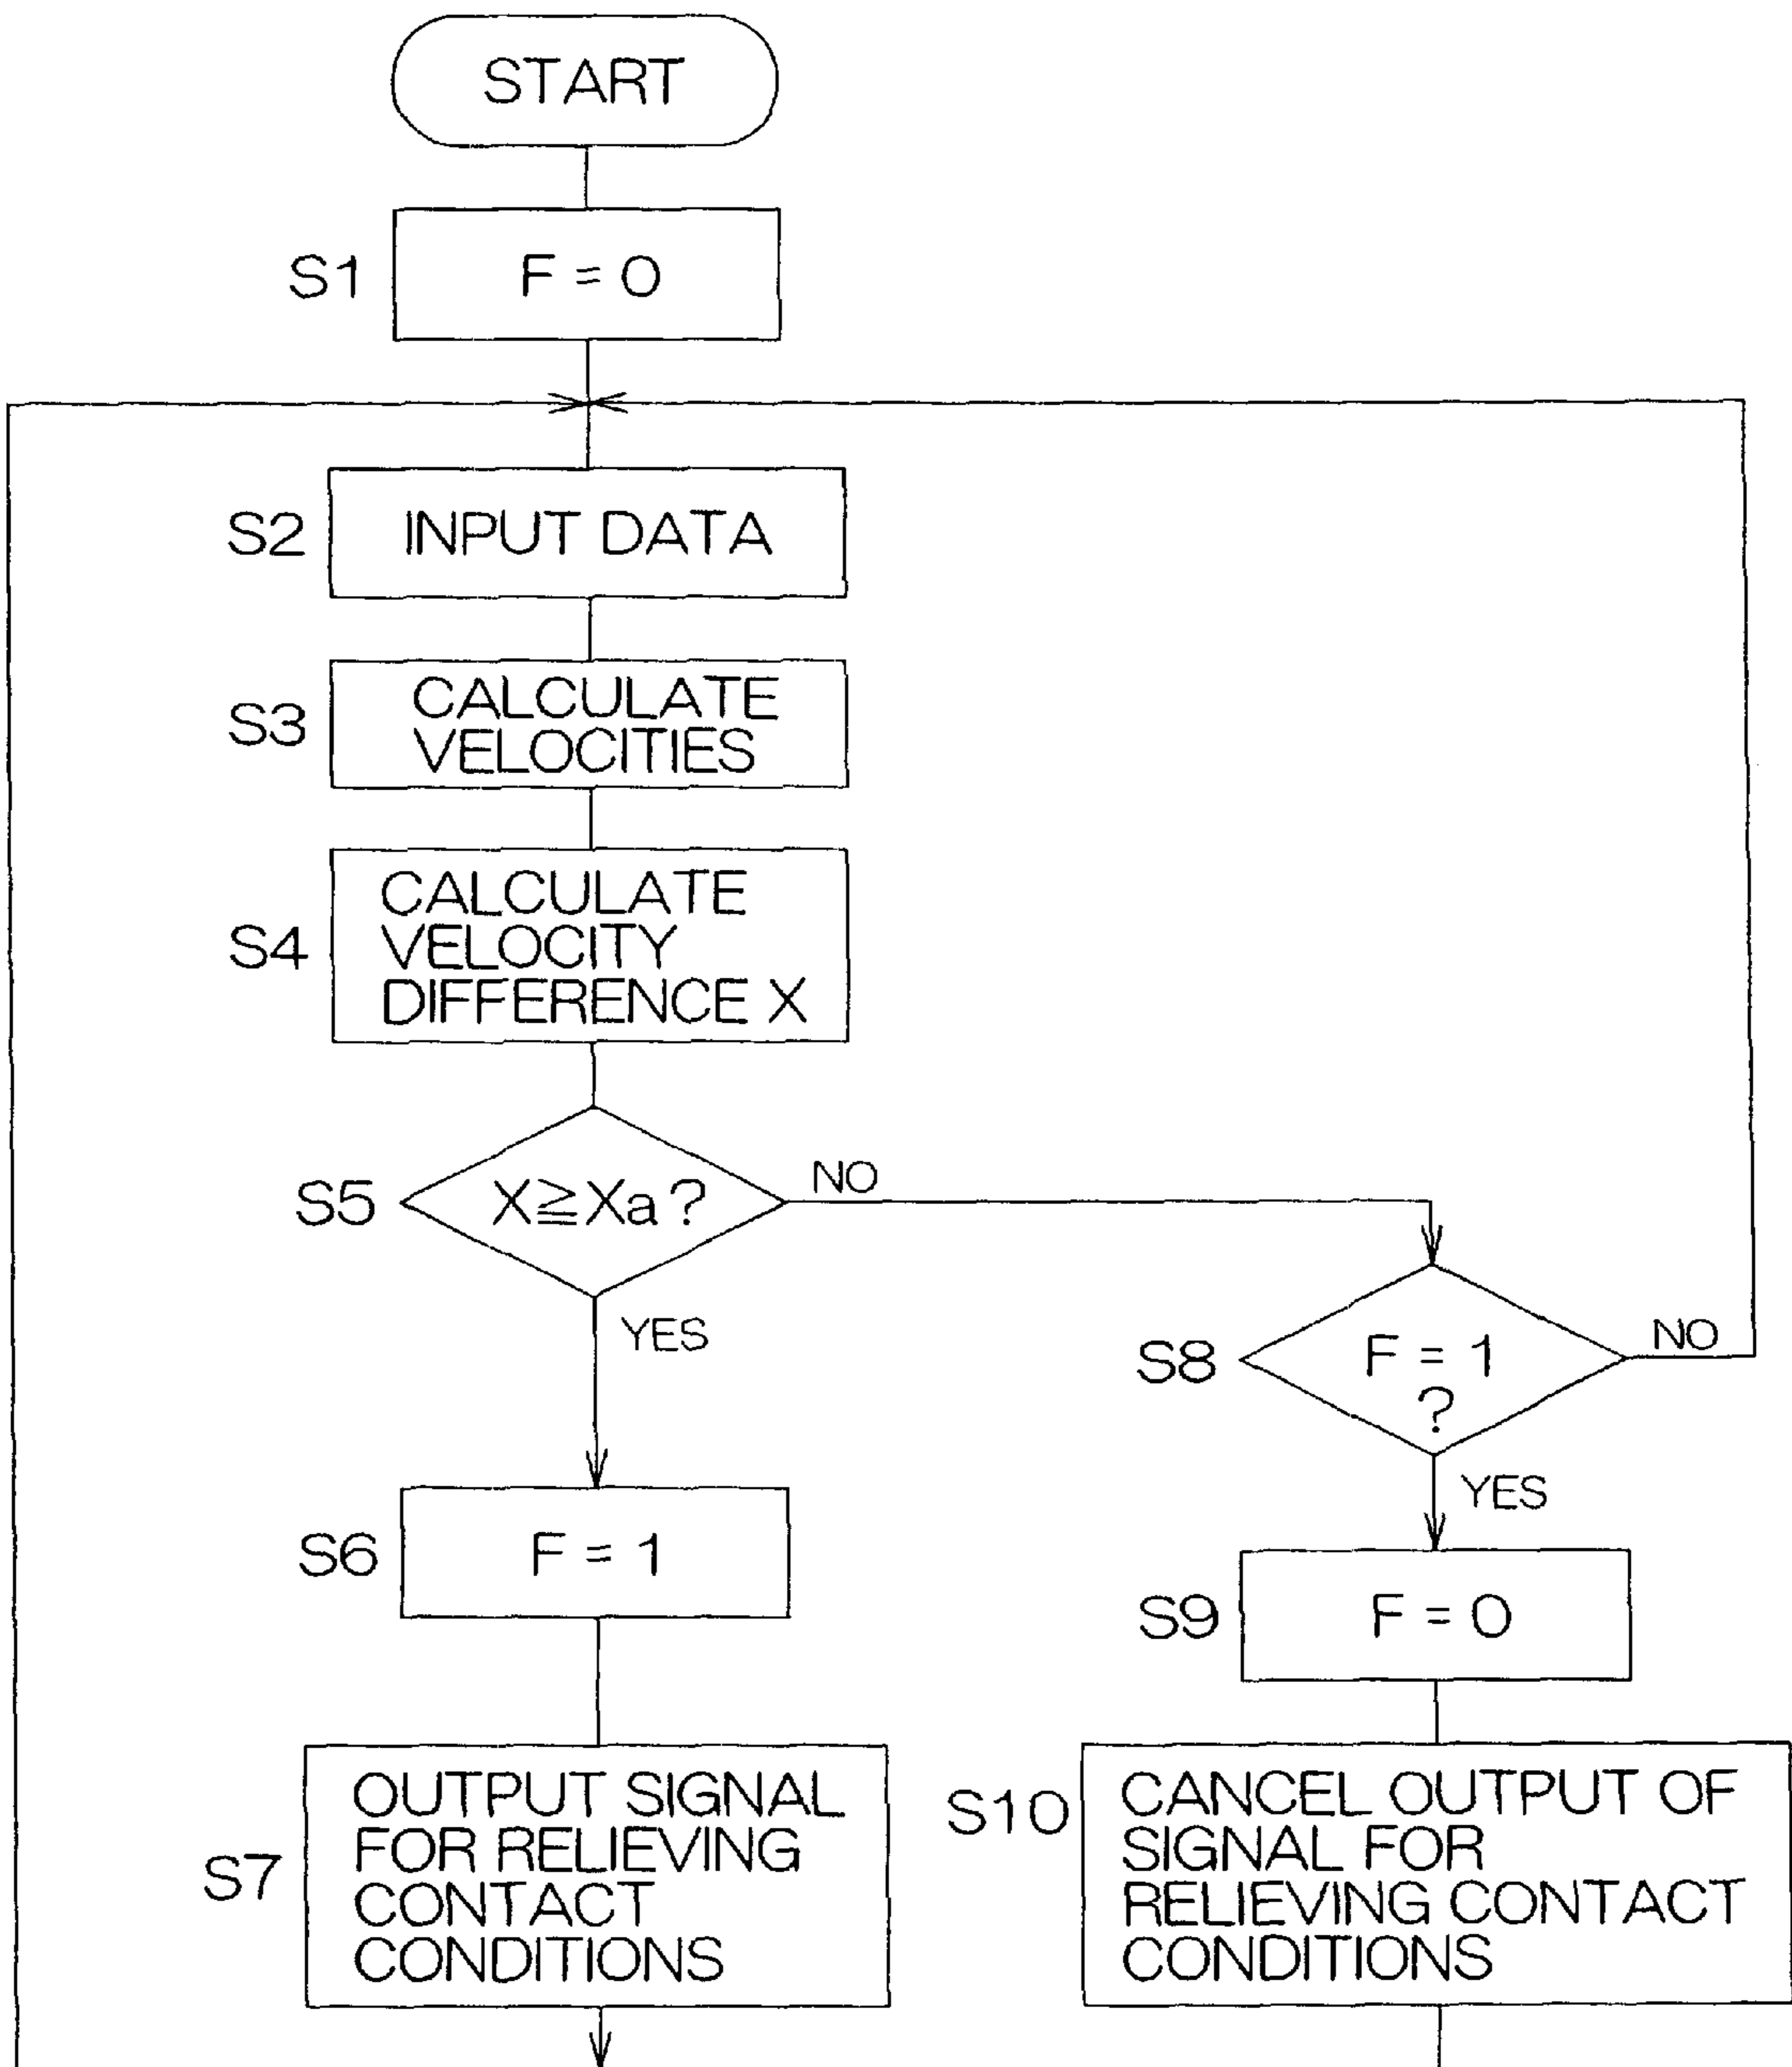 START
S1
F = 0
S2
INPUT DATA
S3
CALCULATE
VELOCITIES
S4
CALCULATE
VELOCITY
DIFFERENCE X
S5
X≧Xa?
NO
YES
S8
F = 1
?
NO
YES
S6
F = 1
S9
F = 0
S7
OUTPUT SIGNAL
FOR RELIEVING
CONTACT
CONDITIONS
S10
CANCEL OUTPUT OF
SIGNAL FOR
RELIEVING CONTACT
CONDITIONS